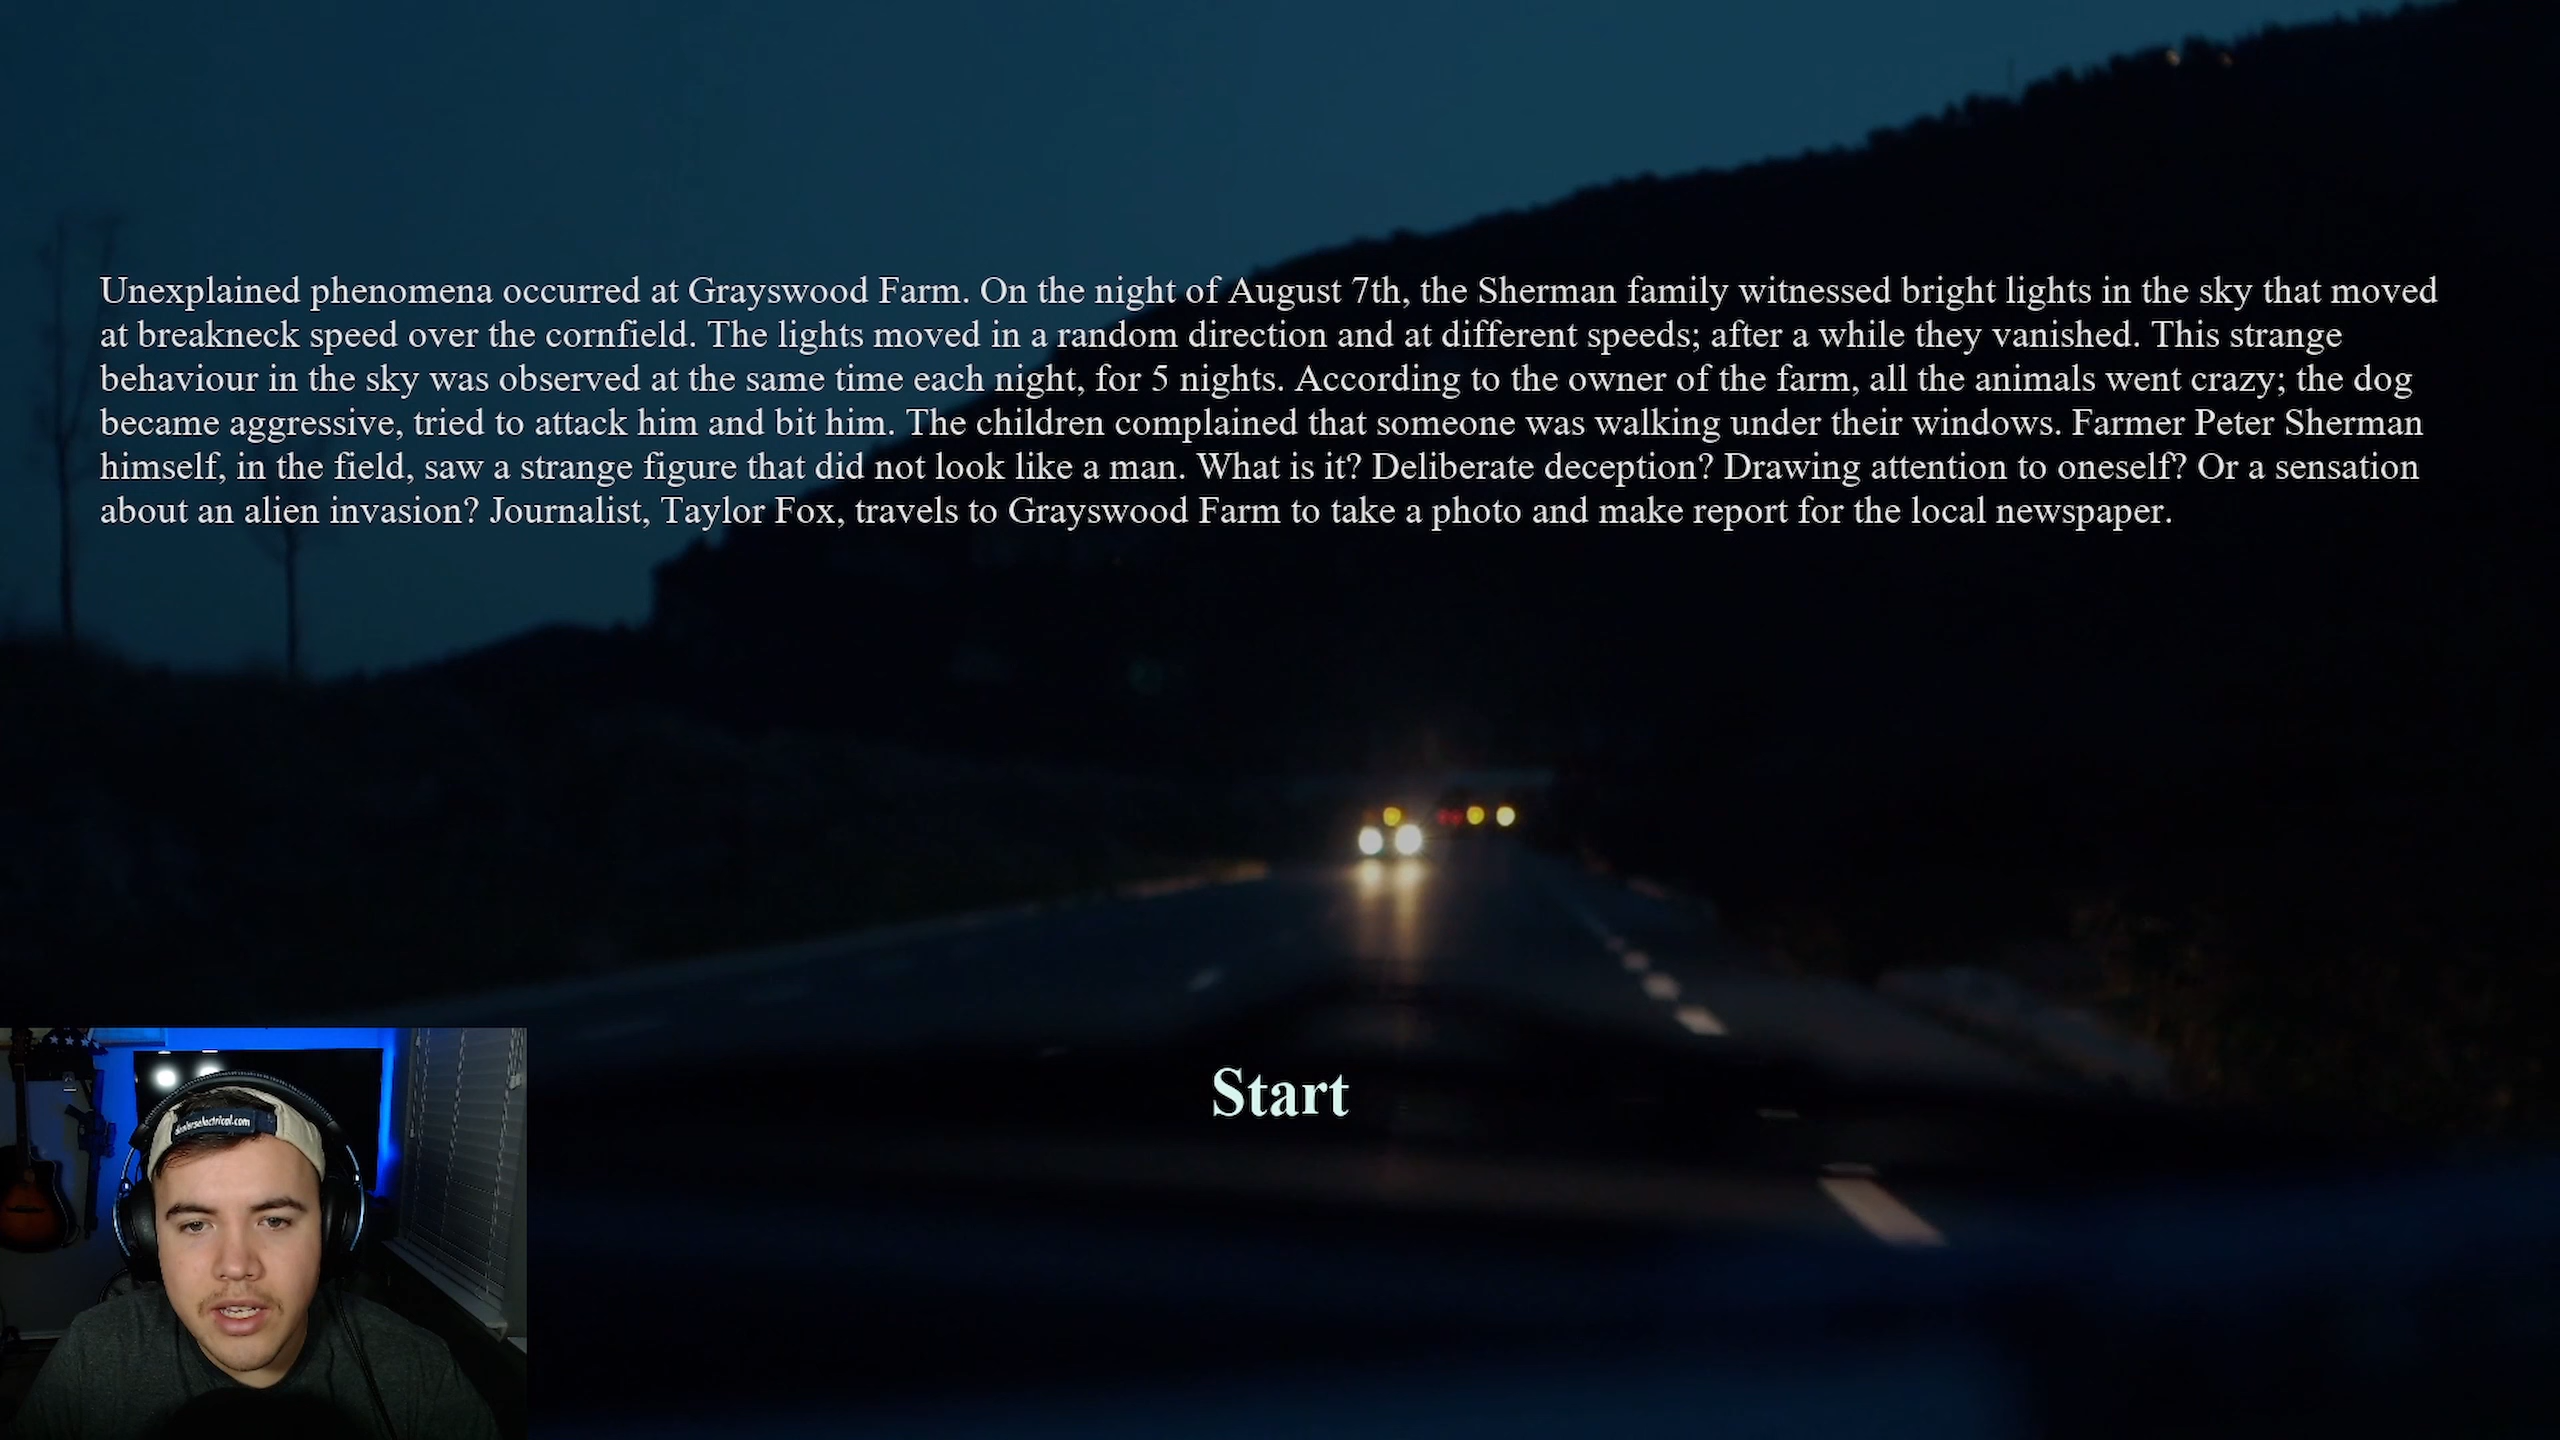 Unexplained phenomena occurred at Grayswood Farm. On the night of August 7th, the Sherman family witnessed bright lights in the sky that moved
at breakneck speed over the cornfield. The lights moved in a random direction and at different speeds; after a while they vanished. This strange
behaviour in the sky was observed at the same time each night, for 5 nights. According to the owner of the farm, all the animals went crazy; the dog
became aggressive, tried to attack him and bit him. The children complained that someone was walking under their windows. Farmer Peter Sherman
himself, in the field, saw a strange figure that did not look like a man. What is it? Deliberate deception? Drawing attention to oneself? Or a sensation
about an alien invasion? Journalist, Taylor Fox, travels to Grayswood Farm to take a photo and make report for the local newspaper.
Start